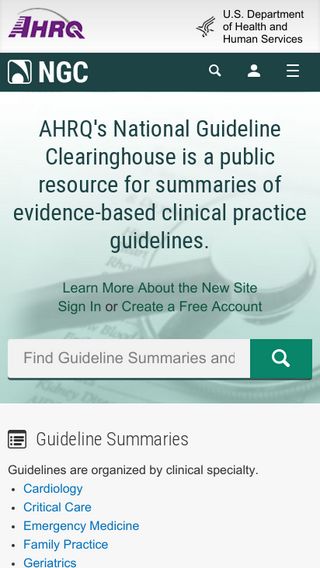 AHRQ
U.S. Department
of Health and
Human Services
NGC
AHRQ's National Guideline
Clearinghouse is a public
resource for summaries of
evidence-based clinical practice
guidelines.
Learn More About the New Site
Sign In or Create a Free Account
Find Guideline Summaries and
Guideline Summaries
Guidelines are organized by clinical specialty.
Cardiology
Critical Care
Emergency Medicine
Family Practice
Geriatrics